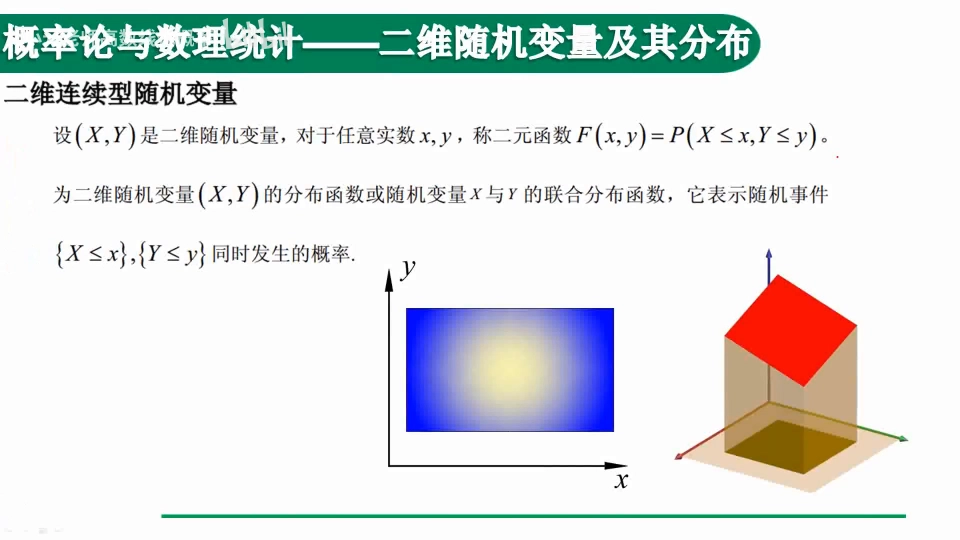 概率论与数理统计——二维随机变量及其分布
二维连续型随机变量
设(X,Y)是二维随机变量,对于任意实数x,y,称二元函数F(x,y)=P(X≤x,Y≤y)。
为二维随机变量(X,Y)的分布函数或随机变量X与Y的联合分布函数,它表示随机事件
{X≤x},{Y≤y}同时发生的概率.
y
x